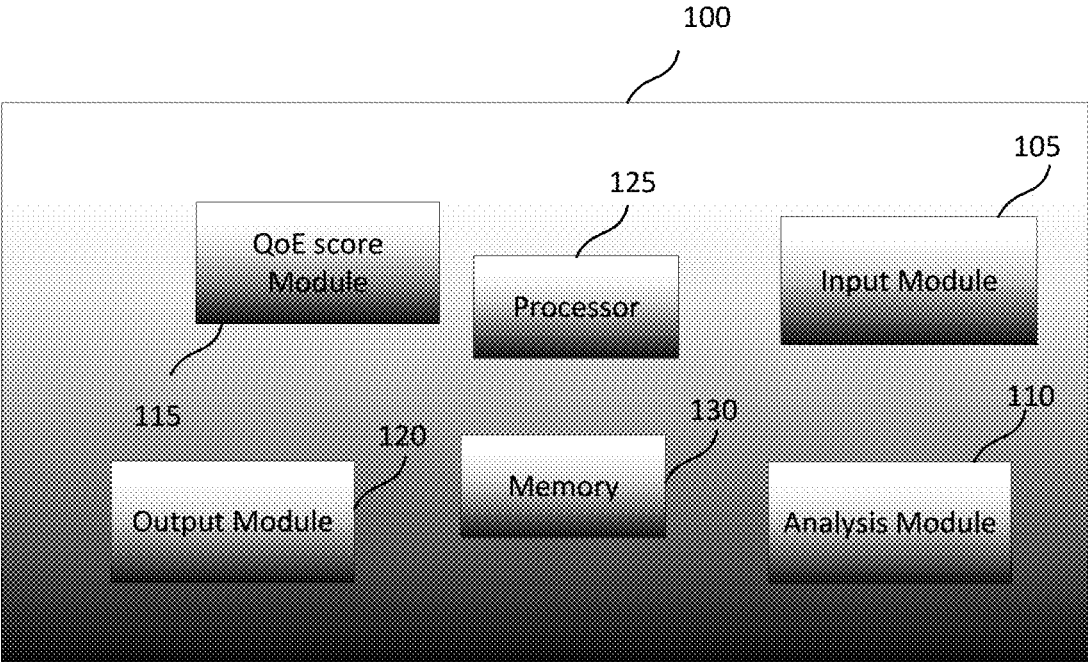 100
105
125
QoE score
Module
Input Module
Processor
115
120
130
110
Memory
Output Module
Analysis Module